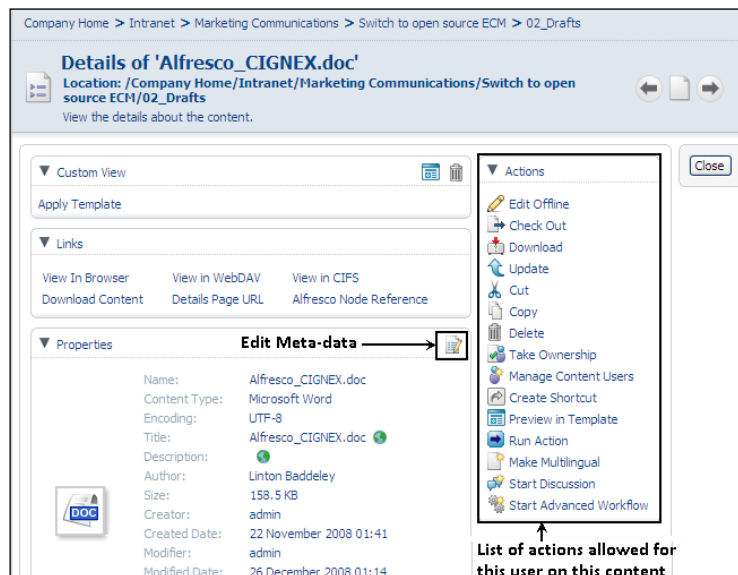 Company Home > Intranet > Marketing Communications > Switch to open source ECM > 02_Drafts
Details of 'Alfresco_CIGNEX.doc'
Location: /Company Home/Intranet/Marketing Communications/Switch to open
source ECM/02_Drafts
View the details about the content.
Close
Custom View
Apply Template
Links
View In Browser View in WebDAV View in CIFS
Download Content Details Page URL Alfresco Node Reference
Properties Edit Meta-data
Name: Alfresco_CIGNEX.doc
Content Type: Microsoft Word
Encoding: UTF-8
Title: Alfresco_CIGNEX.doc
Description:
Author: Linton Baddeley
Size: 158.5 KB
Creator: admin
Created Date: 22 November 2008 01:41
Modifier: admin
Modified Date: 26 December 2008 01:14
DOC
Actions
Edit Offline
Check Out
Download
Update
Cut
Copy
Delete
Take Ownership
Manage Content Users
Create Shortcut
Preview in Template
Run Action
Make Multilingual
Start Discussion
Start Advanced Workflow
List of actions allowed for
this user on this content